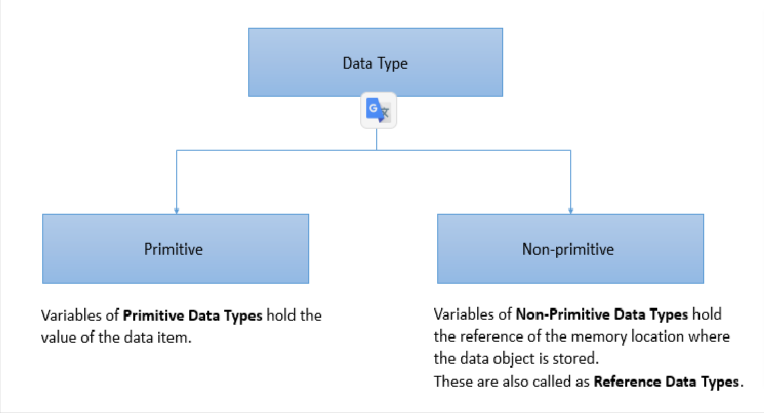 Data Type
G
Primitive
Non-primitive
Variables of Primitive Data Types hold the
value of the data item.
Variables of Non-Primitive Data Types hold
the reference of the memory location where
the data object is stored.
These are also called as Reference Data Types.